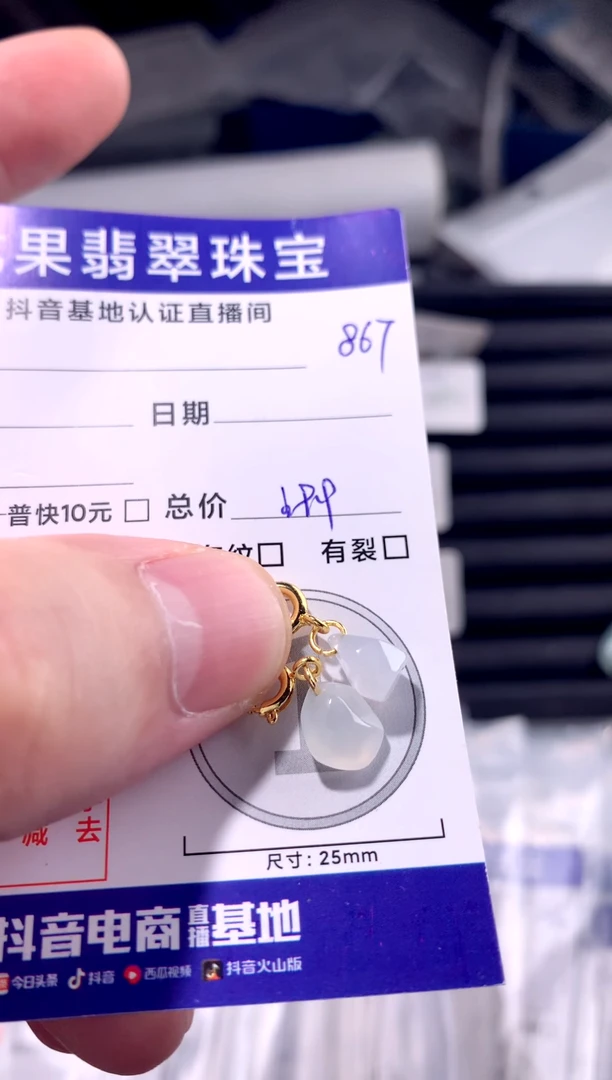 果翡翠珠宝
抖音基地认证直播间
867
日期
普快10元 □ 总价
纹□ 有裂□
减 去
尺寸: 25mm
抖音电商直播基地
今日头条 抖音 西瓜视频 抖音火山版